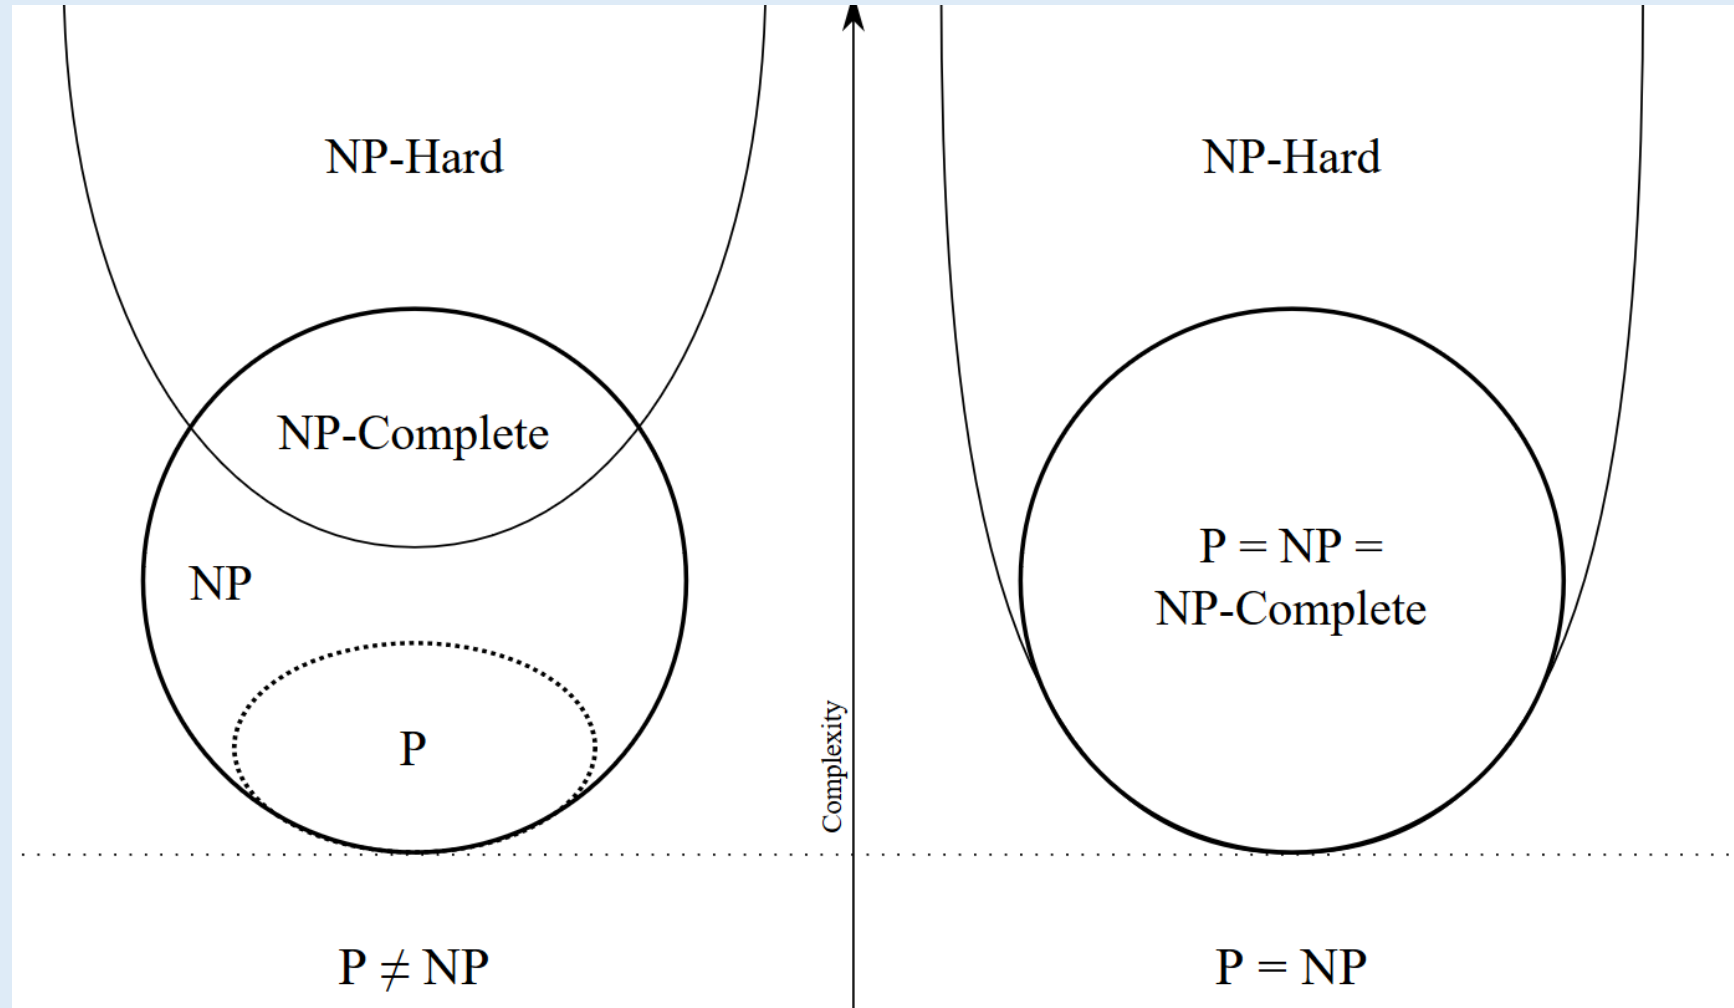 NP-Hard
NP-Complete
NP
P
P ≠ NP
Complexity
NP-Hard
P = NP =
NP-Complete
P = NP